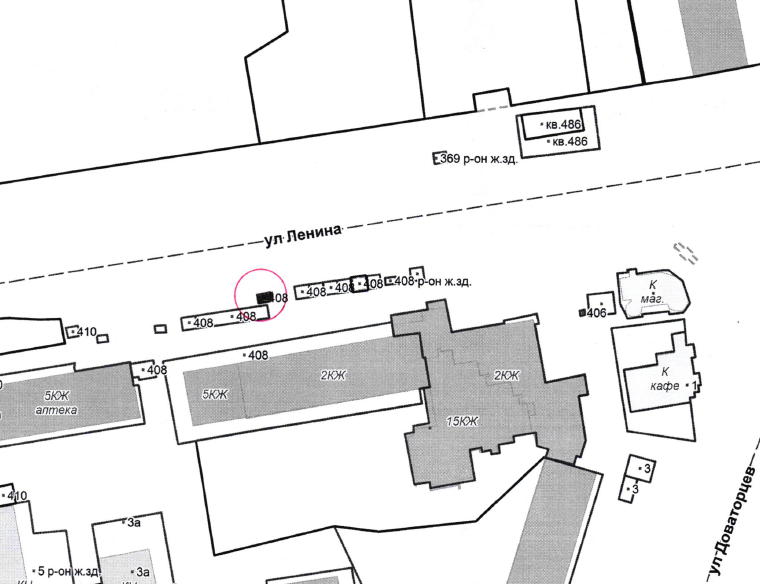 кв.486
кв.486
369 р-он ж.зд.
ул Ленина
408
408
408
408
408 р-он ж.зд.
К
маг.
406
408
408
410
408
408
2КЖ
2КЖ
5КЖ
5КЖ
аптека
К
кафе
1
15КЖ
3
3
410
3а
ул Доваторцев
5 р-он ж.зд.
3а